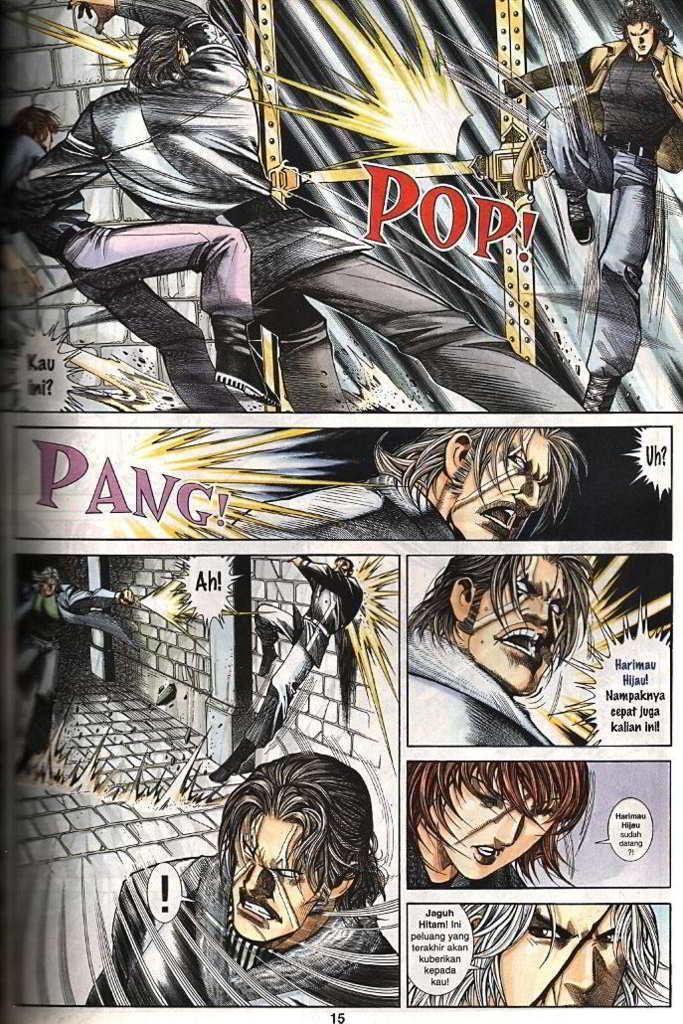 POP!
Kau
ini?
PANG!
Uh?
Ah!
Harimau
Hijau!
Nampaknya
cepat juga
kalian ini!
!
Harimau
Hijau
sudah
datang
?!
Jaguh
Hitam! Ini
peluang yang
terakhir akan
kuberikan
kepada
kau!
15